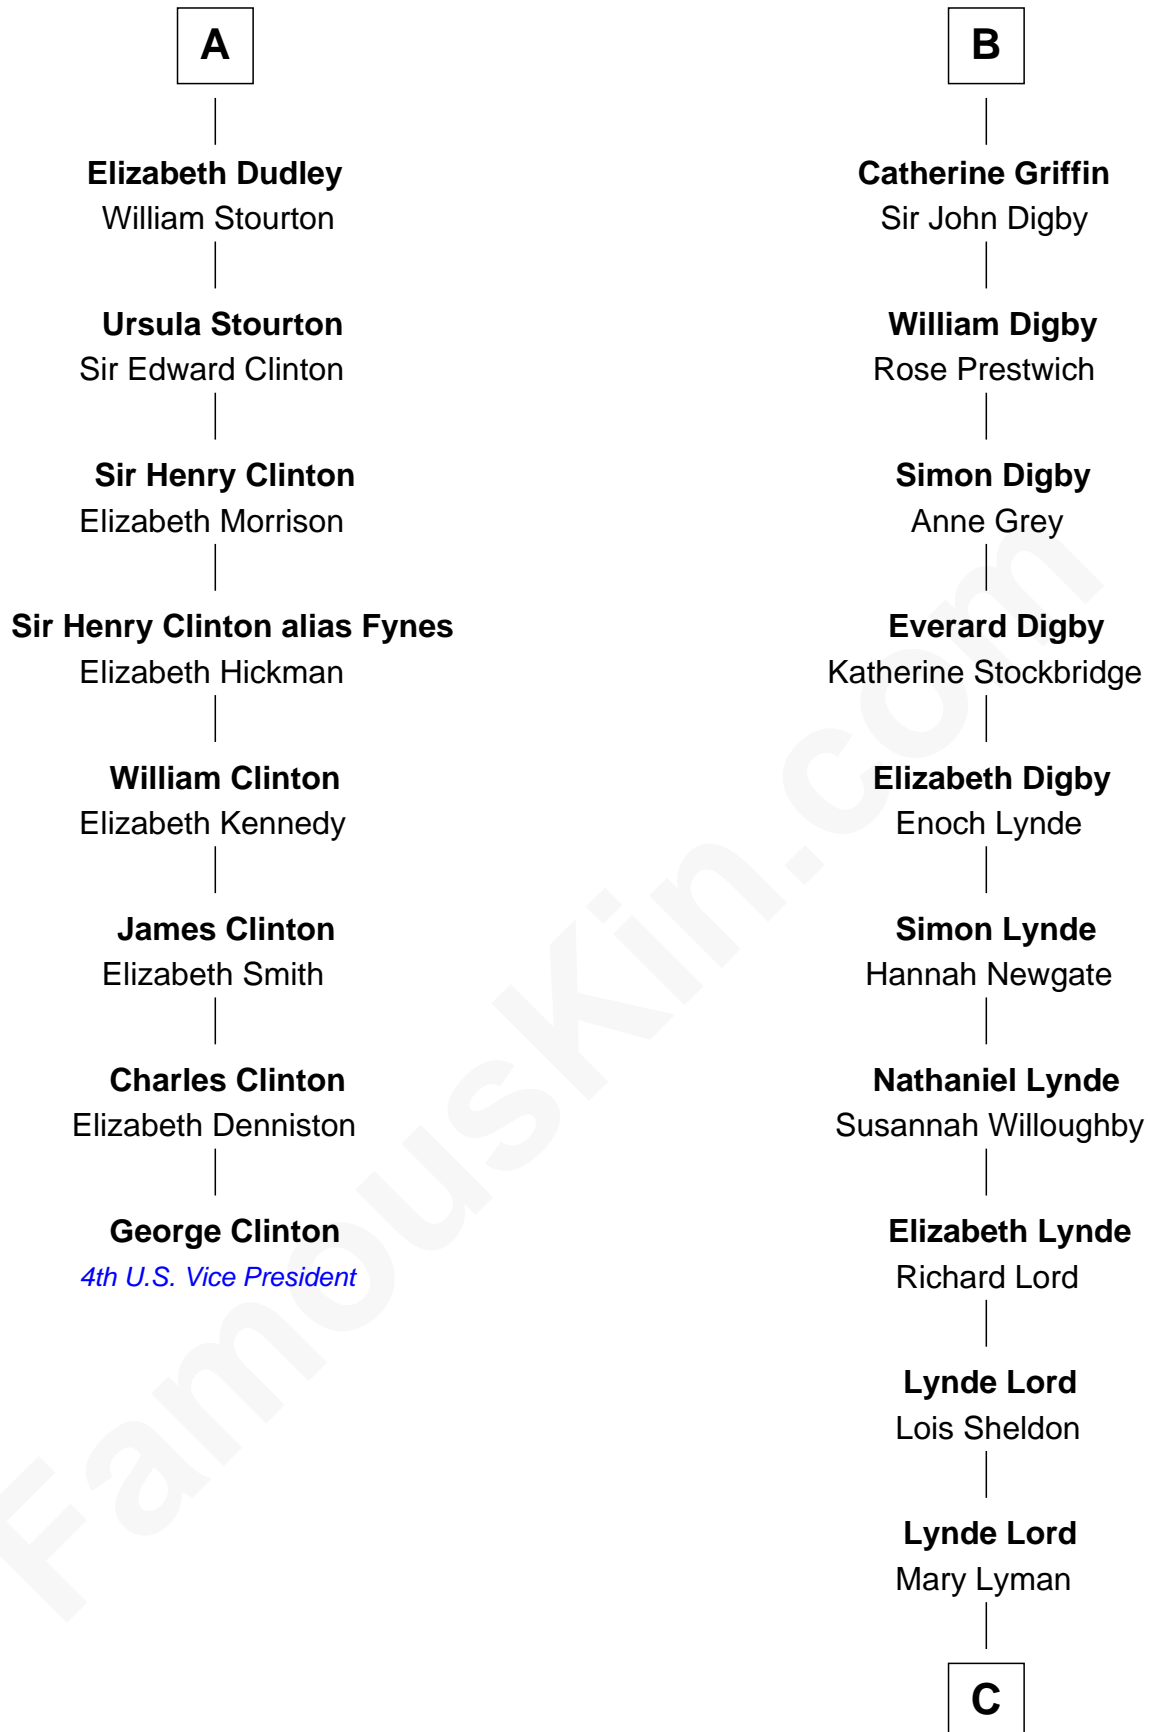 A
Elizabeth Dudley
William Stourton
Ursula Stourton
Sir Edward Clinton
Sir Henry Clinton
Elizabeth Morrison
Sir Henry Clinton alias Fynes
Elizabeth Hickman
William Clinton
Elizabeth Kennedy
James Clinton
Elizabeth Smith
Charles Clinton
Elizabeth Denniston
George Clinton
4th U.S. Vice President
B
Catherine Griffin
Sir John Digby
William Digby
Rose Prestwich
Simon Digby
Anne Grey
Everard Digby
Katherine Stockbridge
Elizabeth Digby
Enoch Lynde
Simon Lynde
Hannah Newgate
Nathaniel Lynde
Susannah Willoughby
Elizabeth Lynde
Richard Lord
Lynde Lord
Lois Sheldon
Lynde Lord
Mary Lyman
C
FamousKin.com